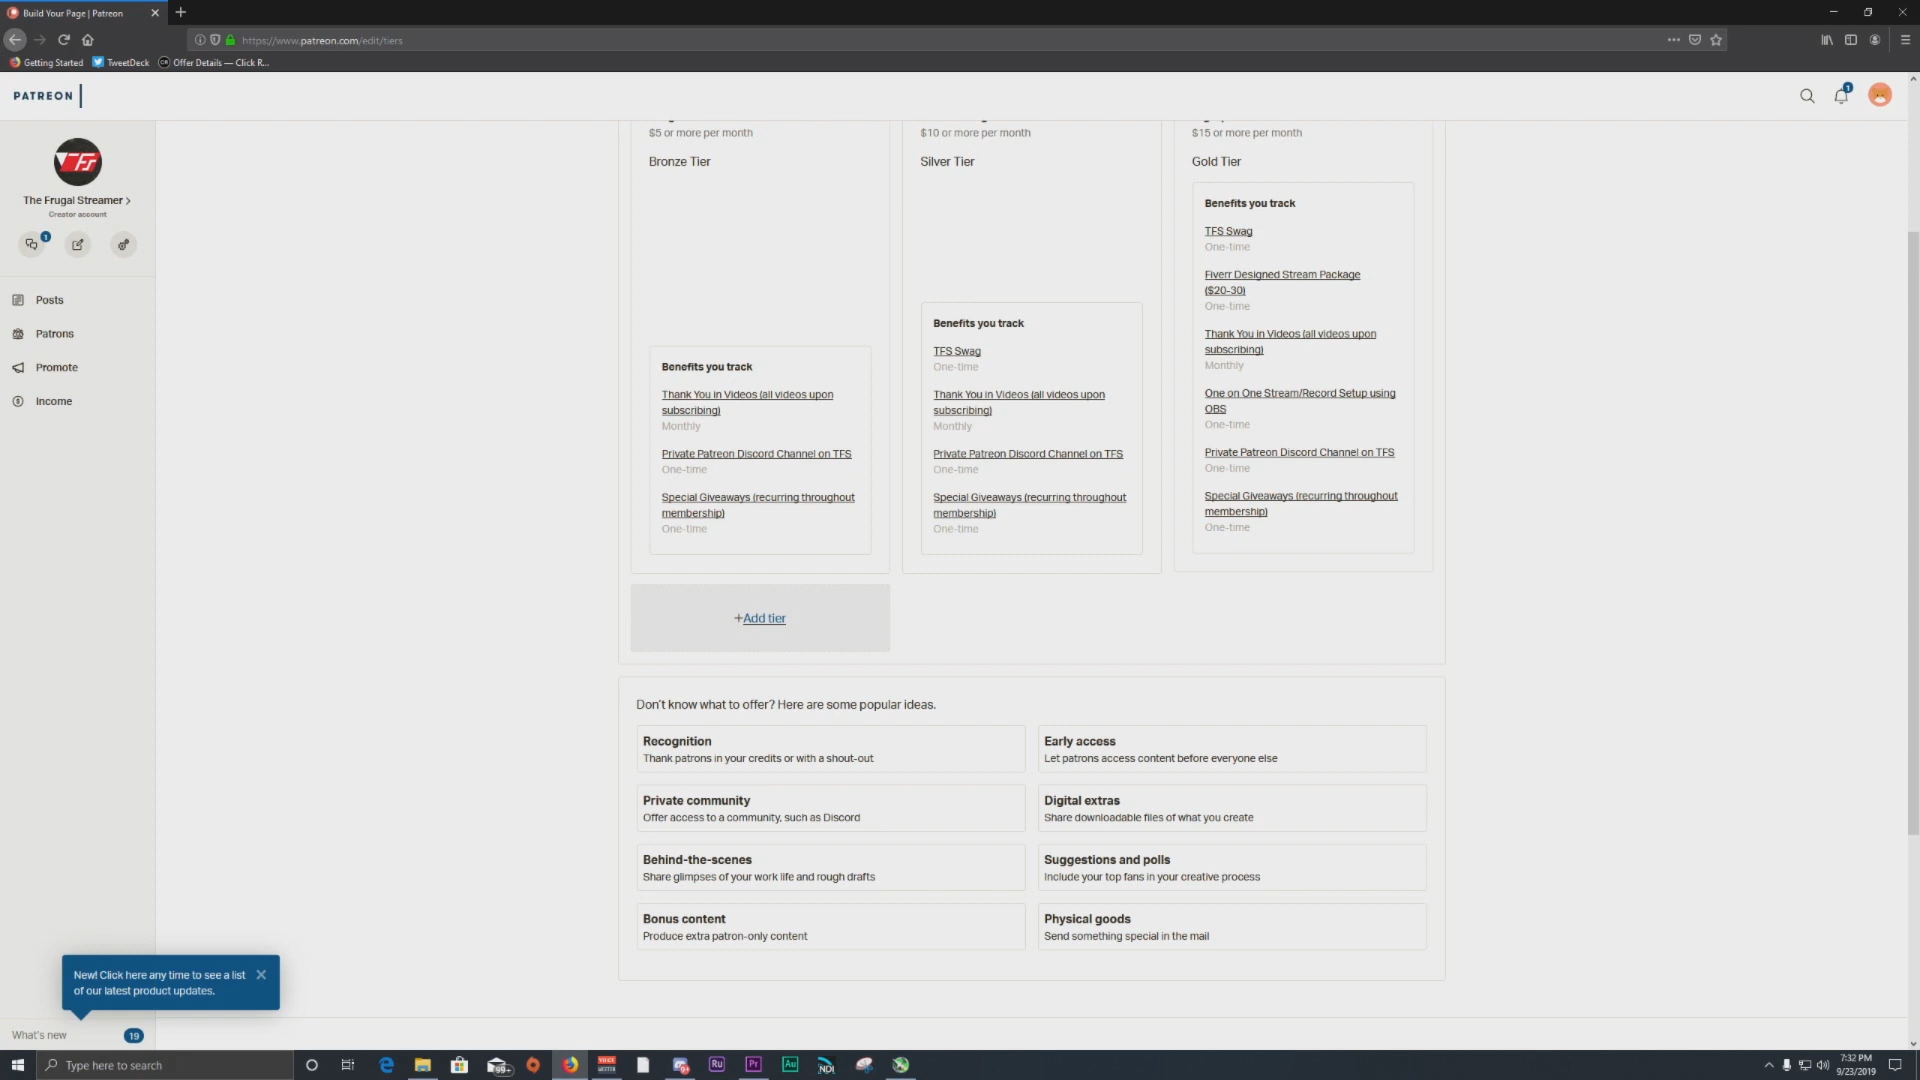 Build Your Page | Patreon
https://www.patreon.com/edit/tiers
Getting Started
TweetDeck
Offer Details — Click R...
PATREON
1
The Frugal Streamer
Creator account
1
Posts
Patrons
Promote
Income
$5 or more per month
Bronze Tier
Benefits you track
Thank You in Videos (all videos upon
subscribing)
Monthly
Private Patreon Discord Channel on TFS
One-time
Special Giveaways (recurring throughout
membership)
One-time
$10 or more per month
Silver Tier
Benefits you track
TFS Swag
One-time
Thank You in Videos (all videos upon
subscribing)
Monthly
Private Patreon Discord Channel on TFS
One-time
Special Giveaways (recurring throughout
membership)
One-time
$15 or more per month
Gold Tier
Benefits you track
TFS Swag
One-time
Fiverr Designed Stream Package
($20-30)
One-time
Thank You in Videos (all videos upon
subscribing)
Monthly
One on One Stream/Record Setup using
OBS
One-time
Private Patreon Discord Channel on TFS
One-time
Special Giveaways (recurring throughout
membership)
One-time
+Add tier
Don't know what to offer? Here are some popular ideas.
Recognition
Thank patrons in your credits or with a shout-out
Early access
Let patrons access content before everyone else
Private community
Offer access to a community, such as Discord
Digital extras
Share downloadable files of what you create
Behind-the-scenes
Share glimpses of your work life and rough drafts
Suggestions and polls
Include your top fans in your creative process
Bonus content
Produce extra patron-only content
Physical goods
Send something special in the mail
New! Click here any time to see a list
of our latest product updates.
What's new
19
Type here to search
99+
Ru
Pr
Au
NDI
7:32 PM
9/23/2019